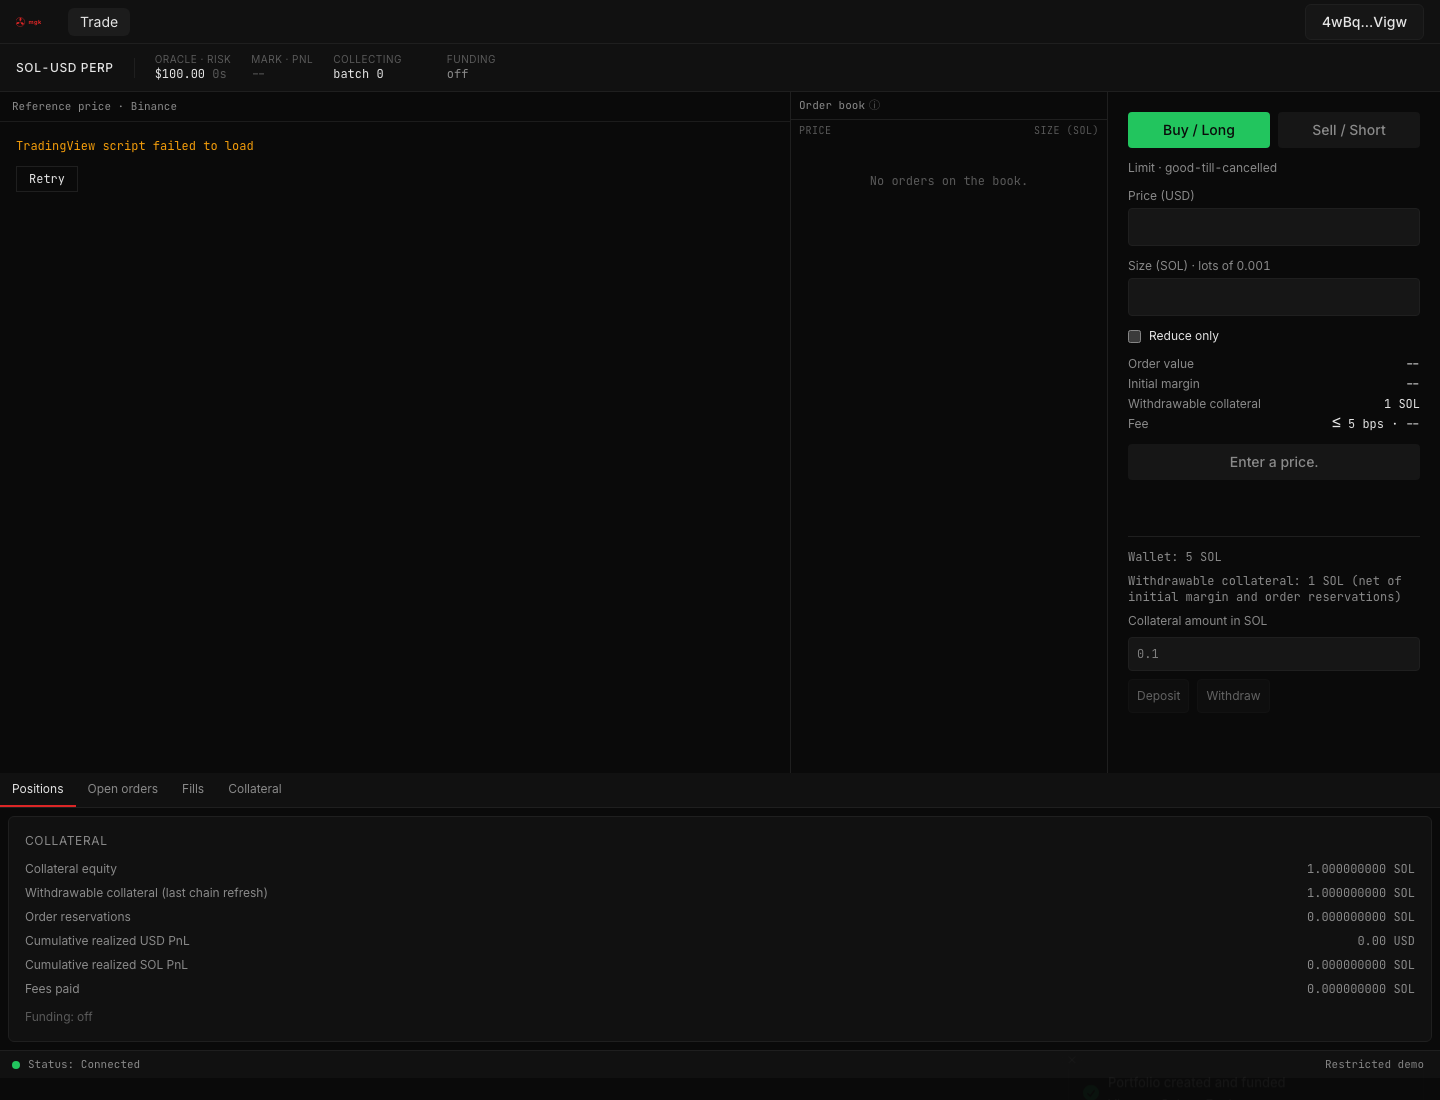 Trade
4wBq...Vigw
SOL-USD PERP
ORACLE · RISK
$100.00 0s
MARK · PNL
--
COLLECTING
batch 0
FUNDING
off
Reference price · Binance
TradingView script failed to load
Retry
Order book ⓘ
PRICE SIZE (SOL)
No orders on the book.
Buy / Long
Sell / Short
Limit · good-till-cancelled
Price (USD)
Size (SOL) · lots of 0.001
Reduce only
Order value --
Initial margin --
Withdrawable collateral 1 SOL
Fee ≤ 5 bps · --
Enter a price.
Wallet: 5 SOL
Withdrawable collateral: 1 SOL (net of
initial margin and order reservations)
Collateral amount in SOL
0.1
Deposit
Withdraw
Positions
Open orders
Fills
Collateral
COLLATERAL
Collateral equity 1.000000000 SOL
Withdrawable collateral (last chain refresh) 1.000000000 SOL
Order reservations 0.000000000 SOL
Cumulative realized USD PnL 0.00 USD
Cumulative realized SOL PnL 0.000000000 SOL
Fees paid 0.000000000 SOL
Funding: off
Status: Connected
Restricted demo
Portfolio created and funded